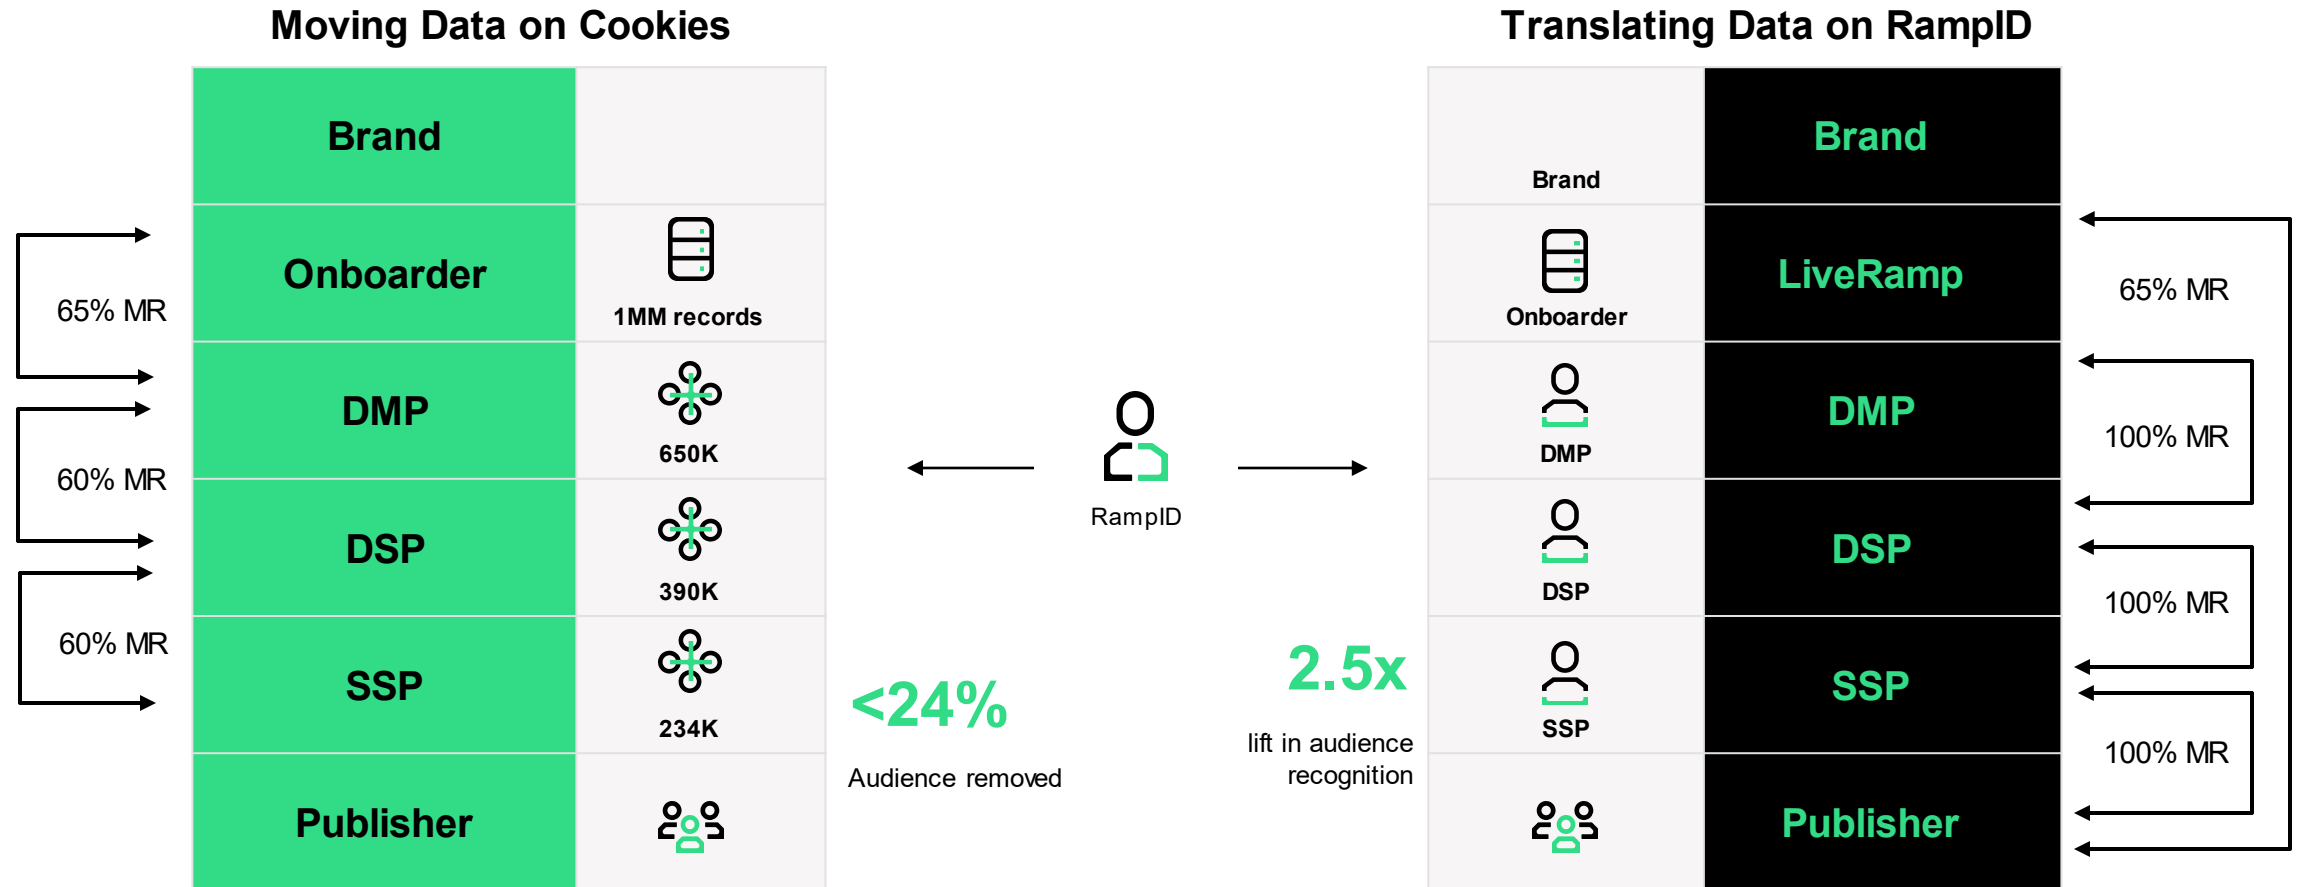 Moving Data on Cookies
Translating Data on RampID
Brand
Brand
Brand
Onboarder
1MM records
65% MR
Onboarder
LiveRamp
65% MR
DMP
650K
60% MR
RampID
DMP
DMP
100% MR
DSP
390K
60% MR
DSP
DSP
100% MR
SSP
234K
<24%
Audience removed
2.5x
lift in audience
recognition
SSP
SSP
100% MR
Publisher
Publisher